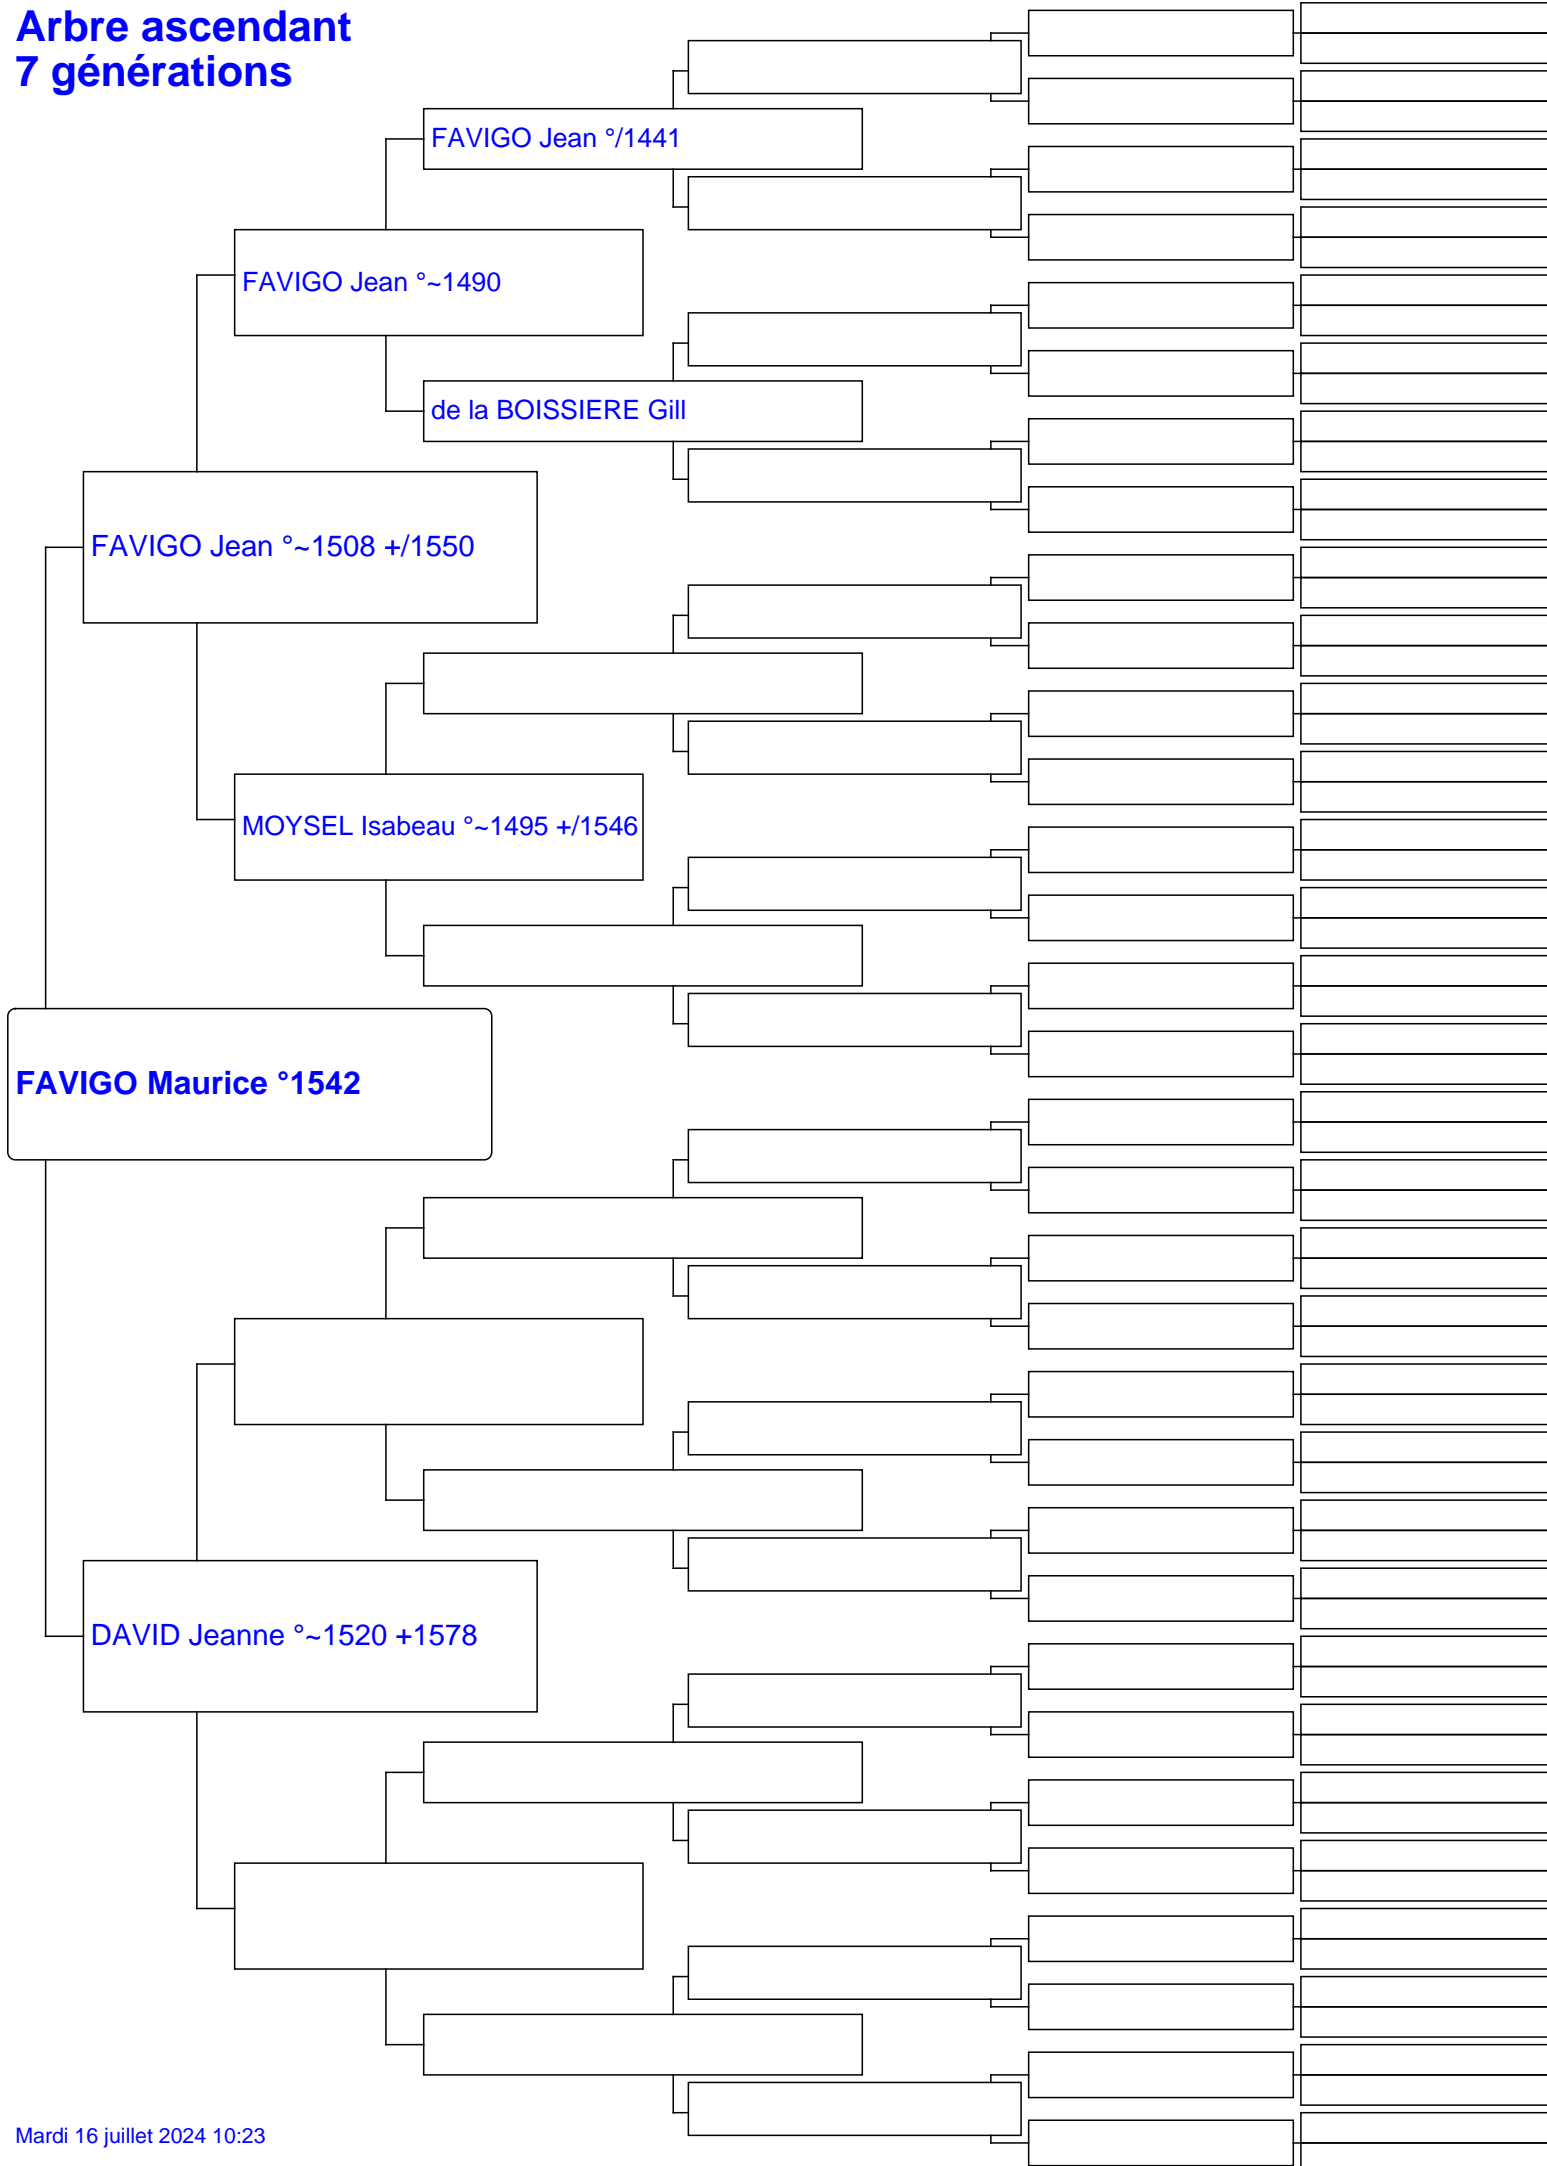 Arbre ascendant
7 générations
FAVIGO Jean °/1441
FAVIGO Jean °~1490
de la BOISSIERE Gill
FAVIGO Jean °~1508 +/1550
MOYSEL Isabeau °~1495 +/1546
FAVIGO Maurice °1542
DAVID Jeanne °~1520 +1578
Mardi 16 juillet 2024 10:23